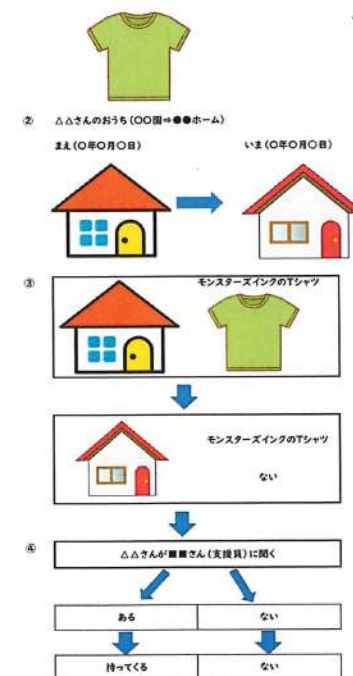 ② △△さんのおうち(〇〇園⇒●●ホーム)
まえ(〇年〇月〇日) いま(〇年〇月〇日)
③ モンスターズインクのTシャツ
モンスターズインクのTシャツ
ない
④ △△さんが■■さん(支援員)に聞く
ある ない
持ってくる ない